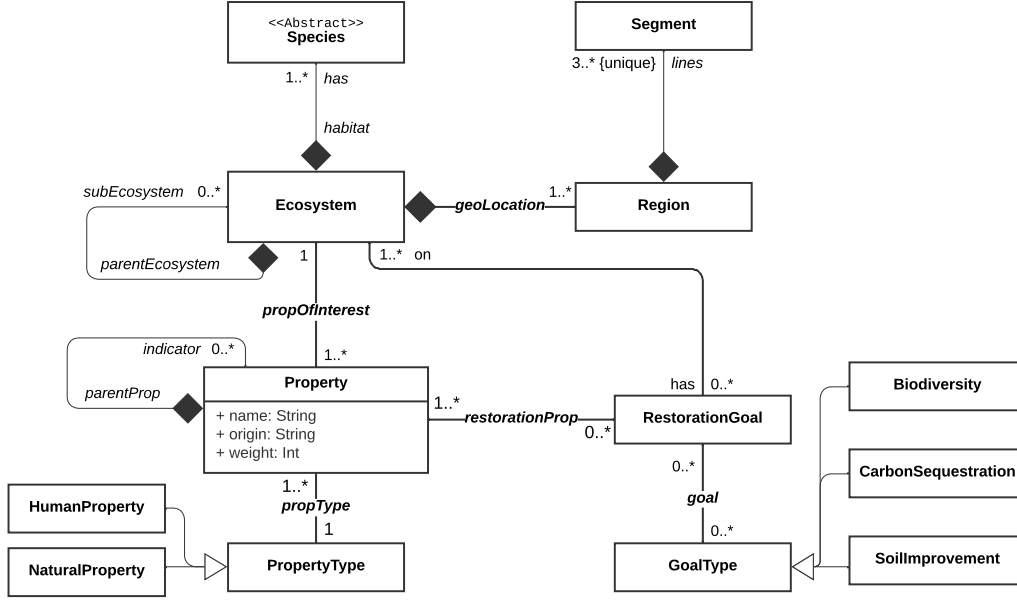 <<Abstract>>
Species
Segment
1..* has
3..* {unique} lines
habitat
subEcosystem 0..*
Ecosystem
geoLocation
1..*
Region
parentEcosystem
1
1..* on
propOfInterest
indicator 0..*
1..*
parentProp
Property
+ name: String
+ origin: String
+ weight: Int
1..*
restorationProp
0..*
has 0..*
RestorationGoal
Biodiversity
CarbonSequestration
SoilImprovement
0..*
goal
0..*
GoalType
1..*
propType
1
PropertyType
HumanProperty
NaturalProperty